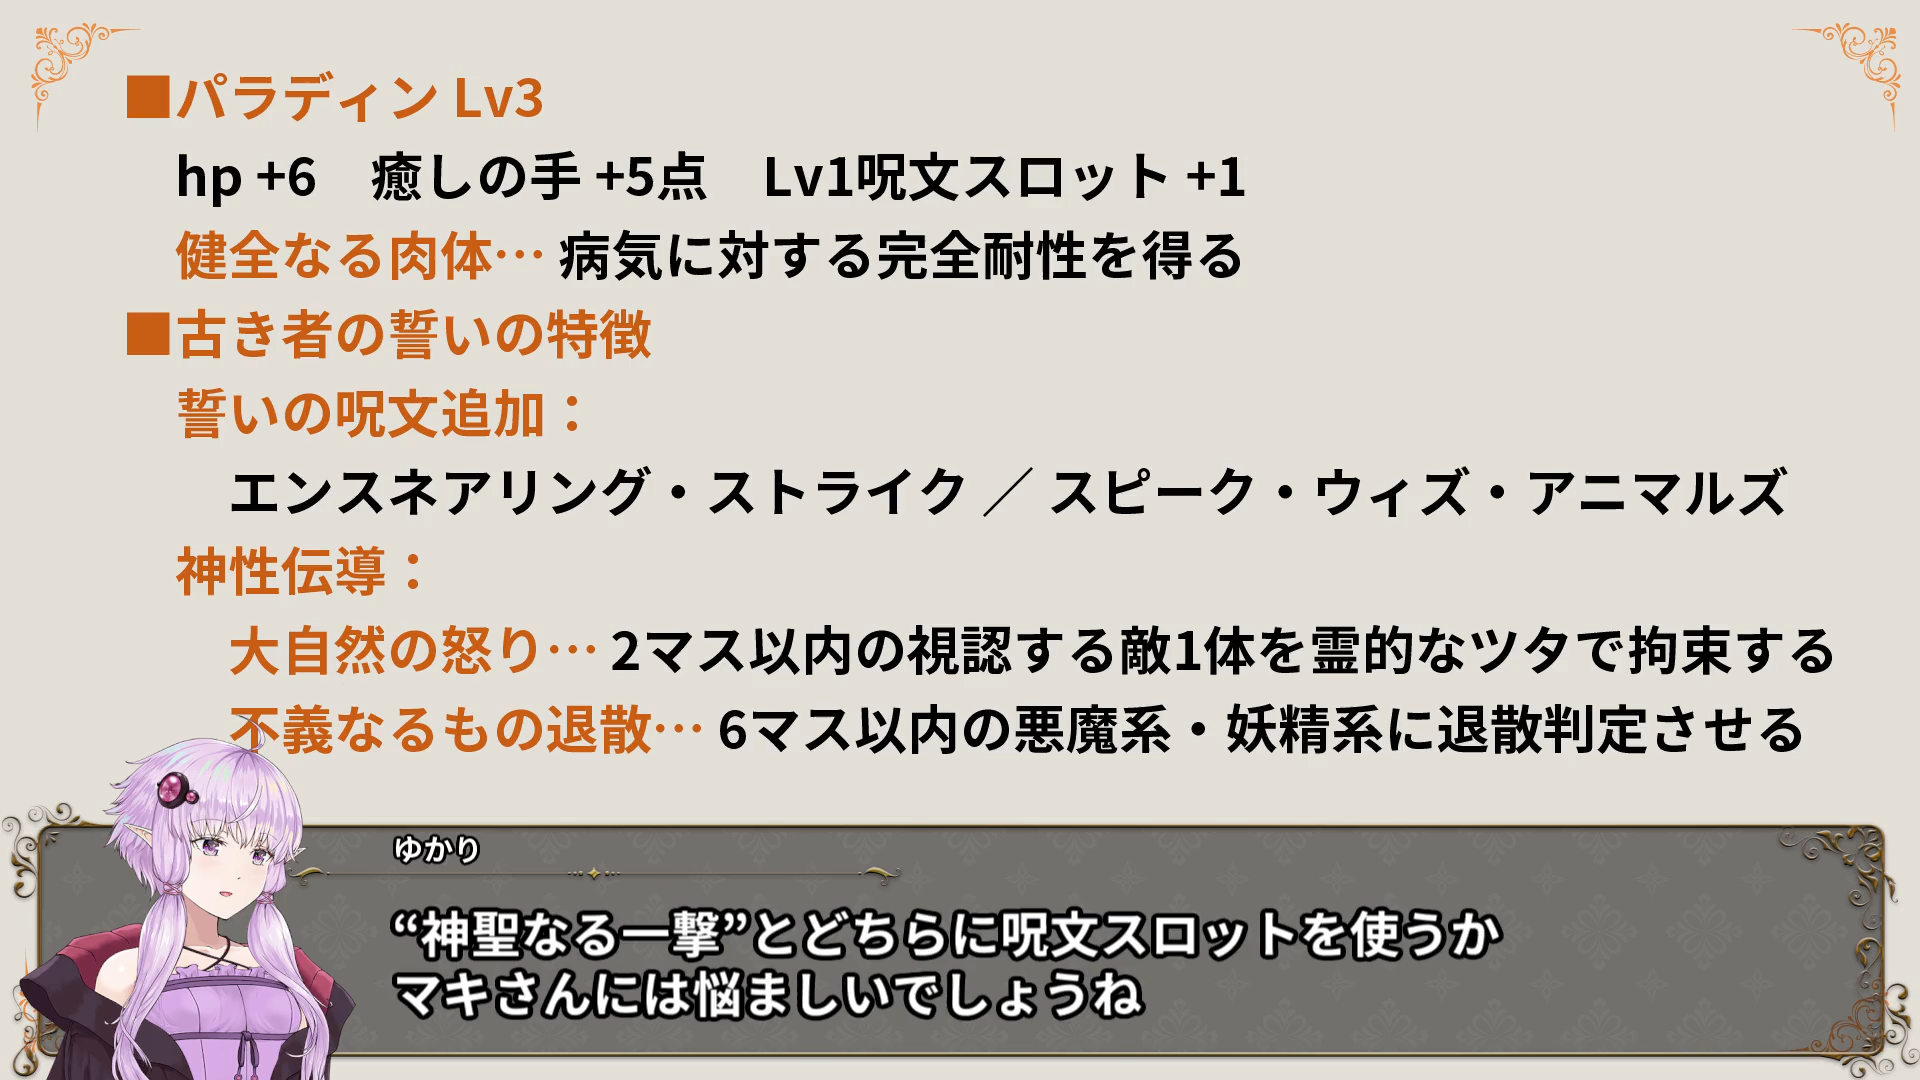 ■パラディン Lv3
hp +6　癒しの手 +5点　Lv1呪文スロット +1
健全なる肉体… 病気に対する完全耐性を得る
■古き者の誓いの特徴
誓いの呪文追加：
エンスネアリング・ストライク ／ スピーク・ウィズ・アニマルズ
神性伝導：
大自然の怒り… 2マス以内の視認する敵1体を霊的なツタで拘束する
不義なるもの退散… 6マス以内の悪魔系・妖精系に退散判定させる
ゆかり
“神聖なる一撃”とどちらに呪文スロットを使うか
マキさんには悩ましいでしょうね